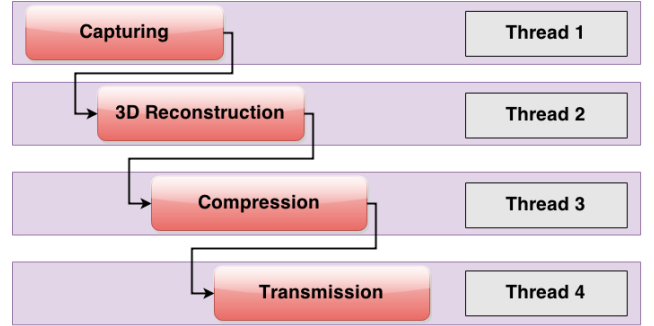 Capturing
Thread 1
3D Reconstruction
Thread 2
Compression
Thread 3
Transmission
Thread 4